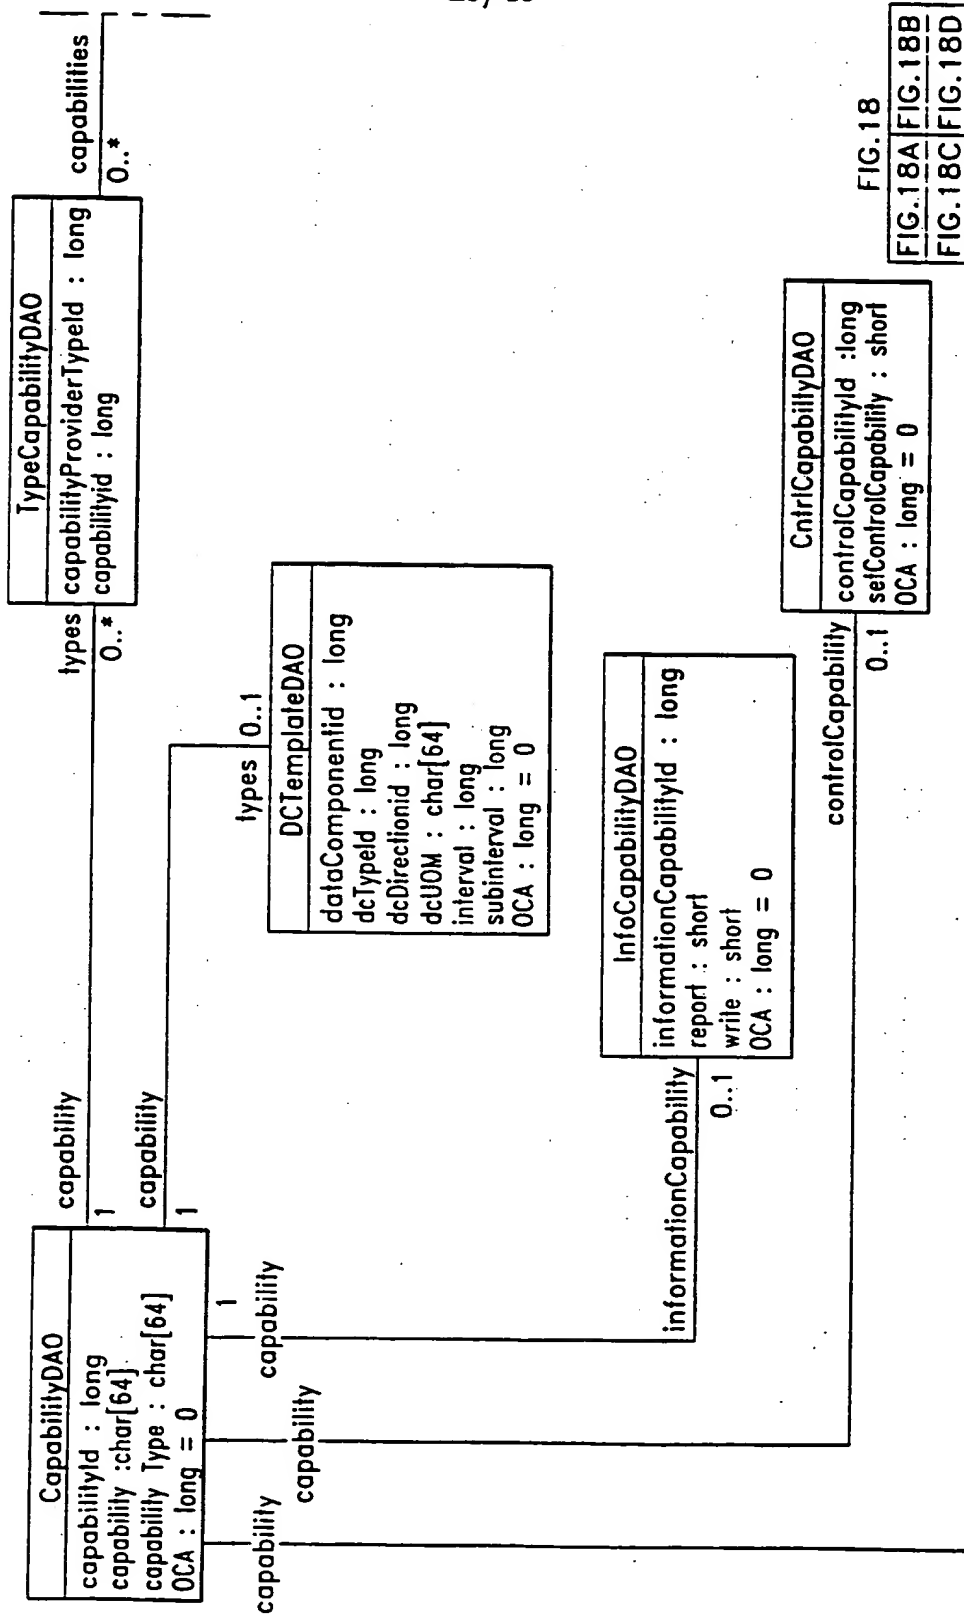 CapabilityDAO
capabilityId : long
capability :char[64]
capability Type : char[64]
OCA : long = 0
capability
1
capability
1
1
capability
capability
capability
types
0..*
TypeCapabilityDAO
capabilityProviderTypeId : long
capabilityid : long
capabilities
0..*
types
0..1
DCTemplateDAO
dataComponentid : long
dcTypeId : long
dcDirectionid : long
dcUOM : char[64]
interval : long
subinterval : long
OCA : long = 0
informationCapability
0..1
InfoCapabilityDAO
informationCapabilityId : long
report : short
write : short
OCA : long = 0
controlCapability
0..1
CntrlCapabiltyDAO
controlCapabilityId :long
setControlCapability : short
OCA : long = 0
FIG.18
FIG.18A FIG.18B
FIG.18C FIG.18D